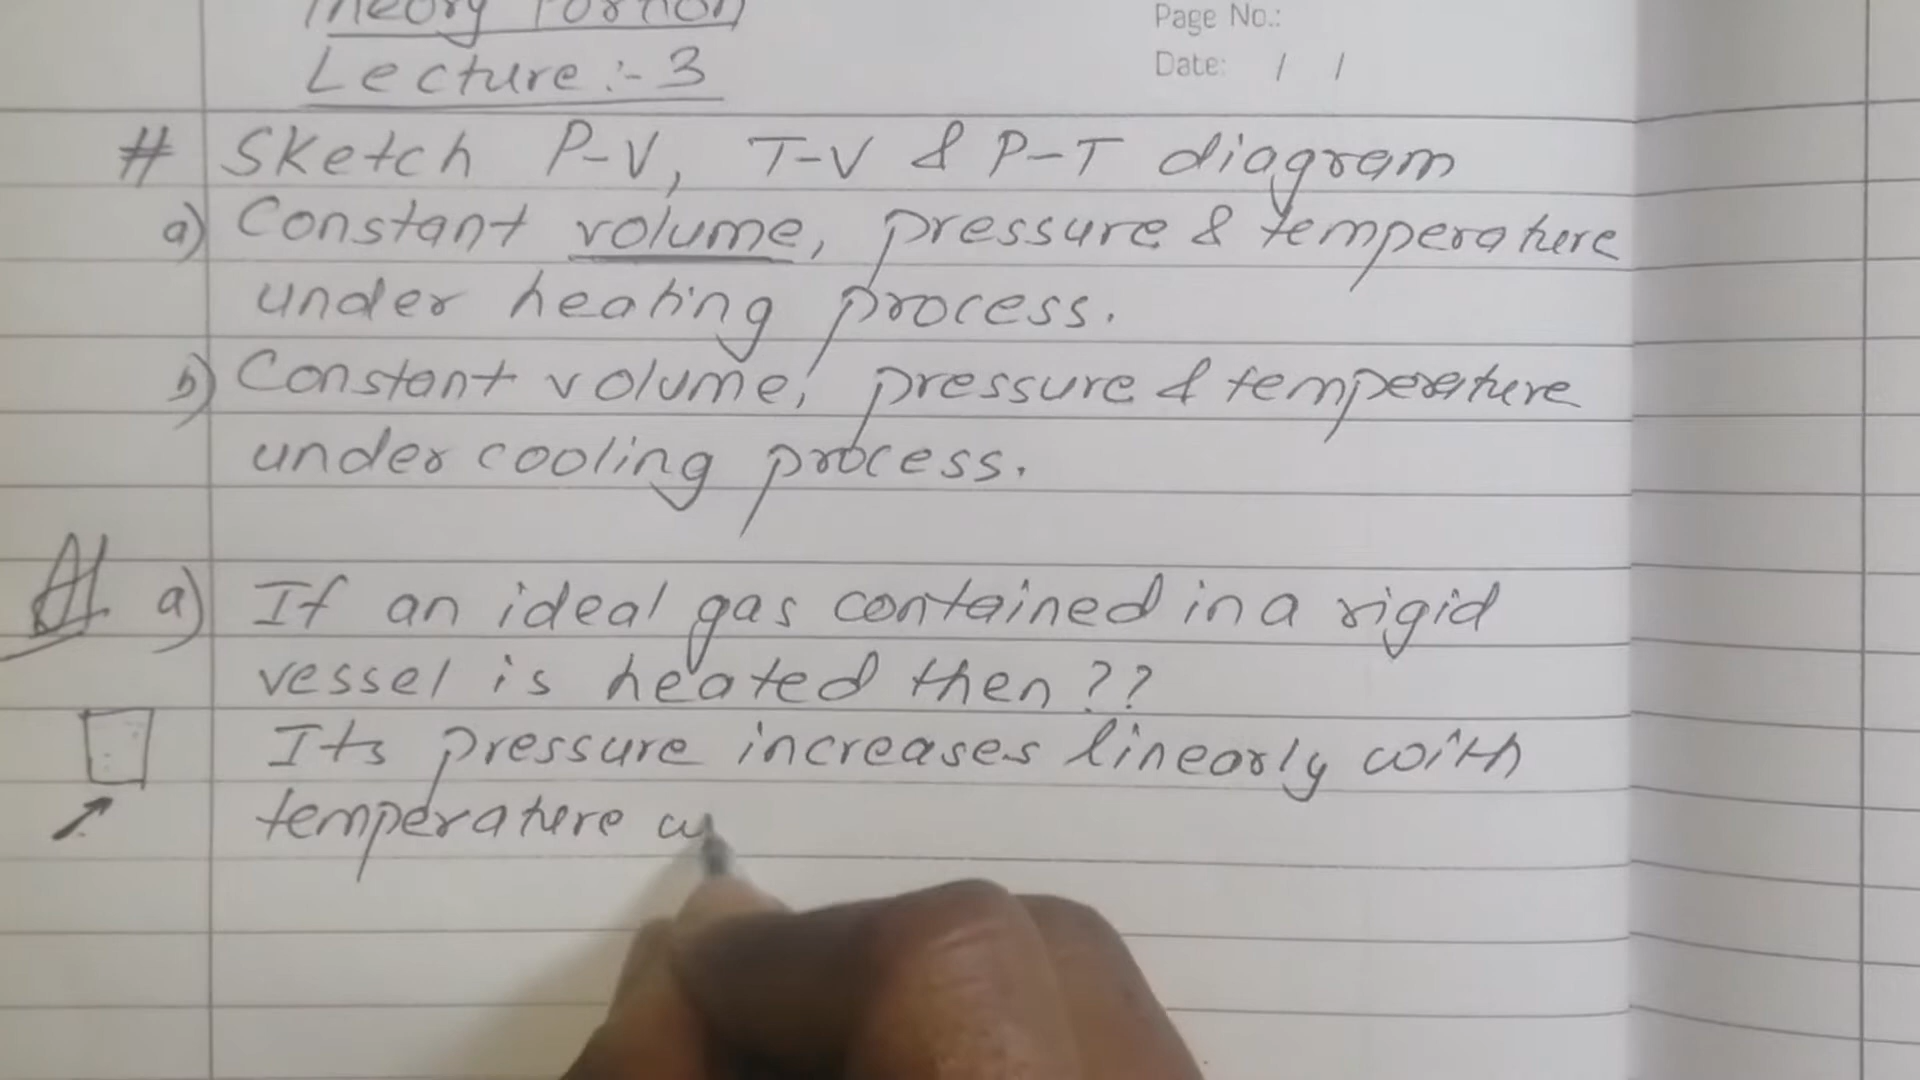 Theory Portion
Page No.:
Lecture :- 3
Date: / /
# Sketch P-V, T-V & P-T diagram
a) Constant volume, pressure & temperature
under heating process.
b) Constant volume, pressure & temperature
under cooling process.
a) If an ideal gas contained in a rigid
vessel is heated then ??
Its pressure increases linearly with
temperature